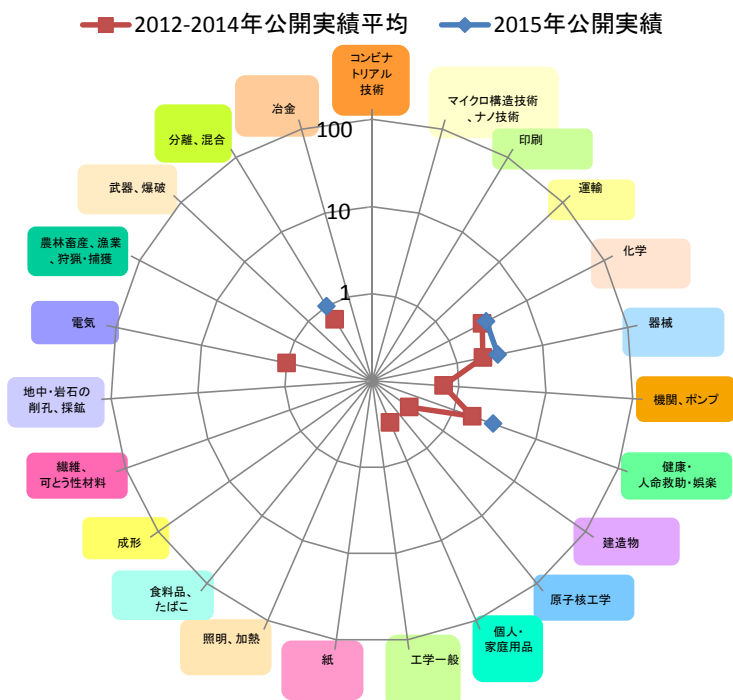 2012-2014年公開実績平均
2015年公開実績
コンビナ
トリアル
技術
マイクロ構造技術
、ナノ技術
印刷
運輸
化学
器械
機関、ポンプ
健康・
人命救助・娯楽
建造物
原子核工学
個人・
家庭用品
工学一般
紙
照明、加熱
食料品、
たばこ
成形
繊維、
可とう性材料
地中・岩石の
削孔、採鉱
電気
農林畜産、漁業
、狩猟・捕獲
武器、爆破
分離、混合
冶金
100
10
1